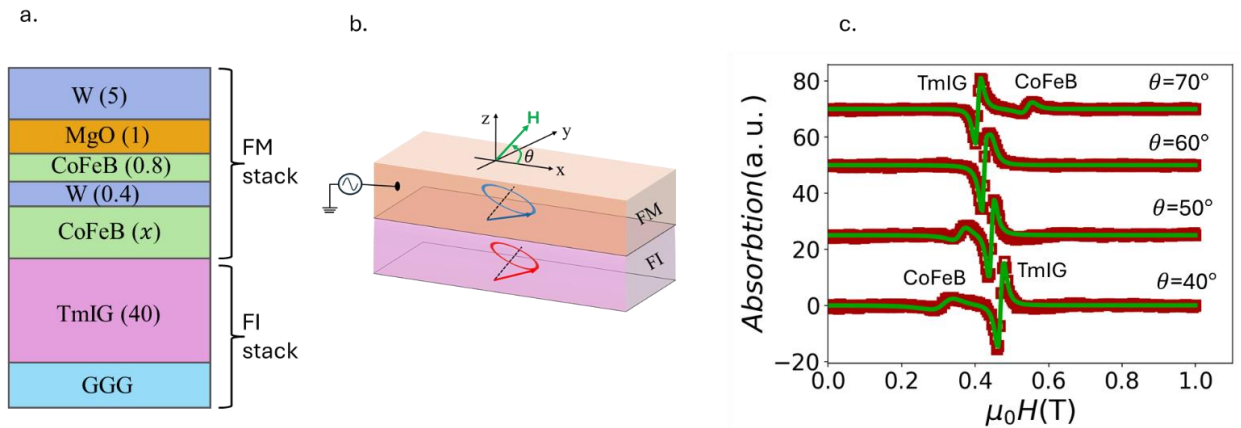 a.
W (5)
MgO (1)
CoFeB (0.8)
W (0.4)
CoFeB (x)
TmIG (40)
GGG
FM
stack
FI
stack
b.
z
H
y
θ
x
FM
FI
c.
Absorbtion(a. u.)
80
60
40
20
0
−20
TmIG
CoFeB
θ=70°
θ=60°
θ=50°
CoFeB
TmIG
θ=40°
0.0 0.2 0.4 0.6 0.8 1.0
μ₀H(T)